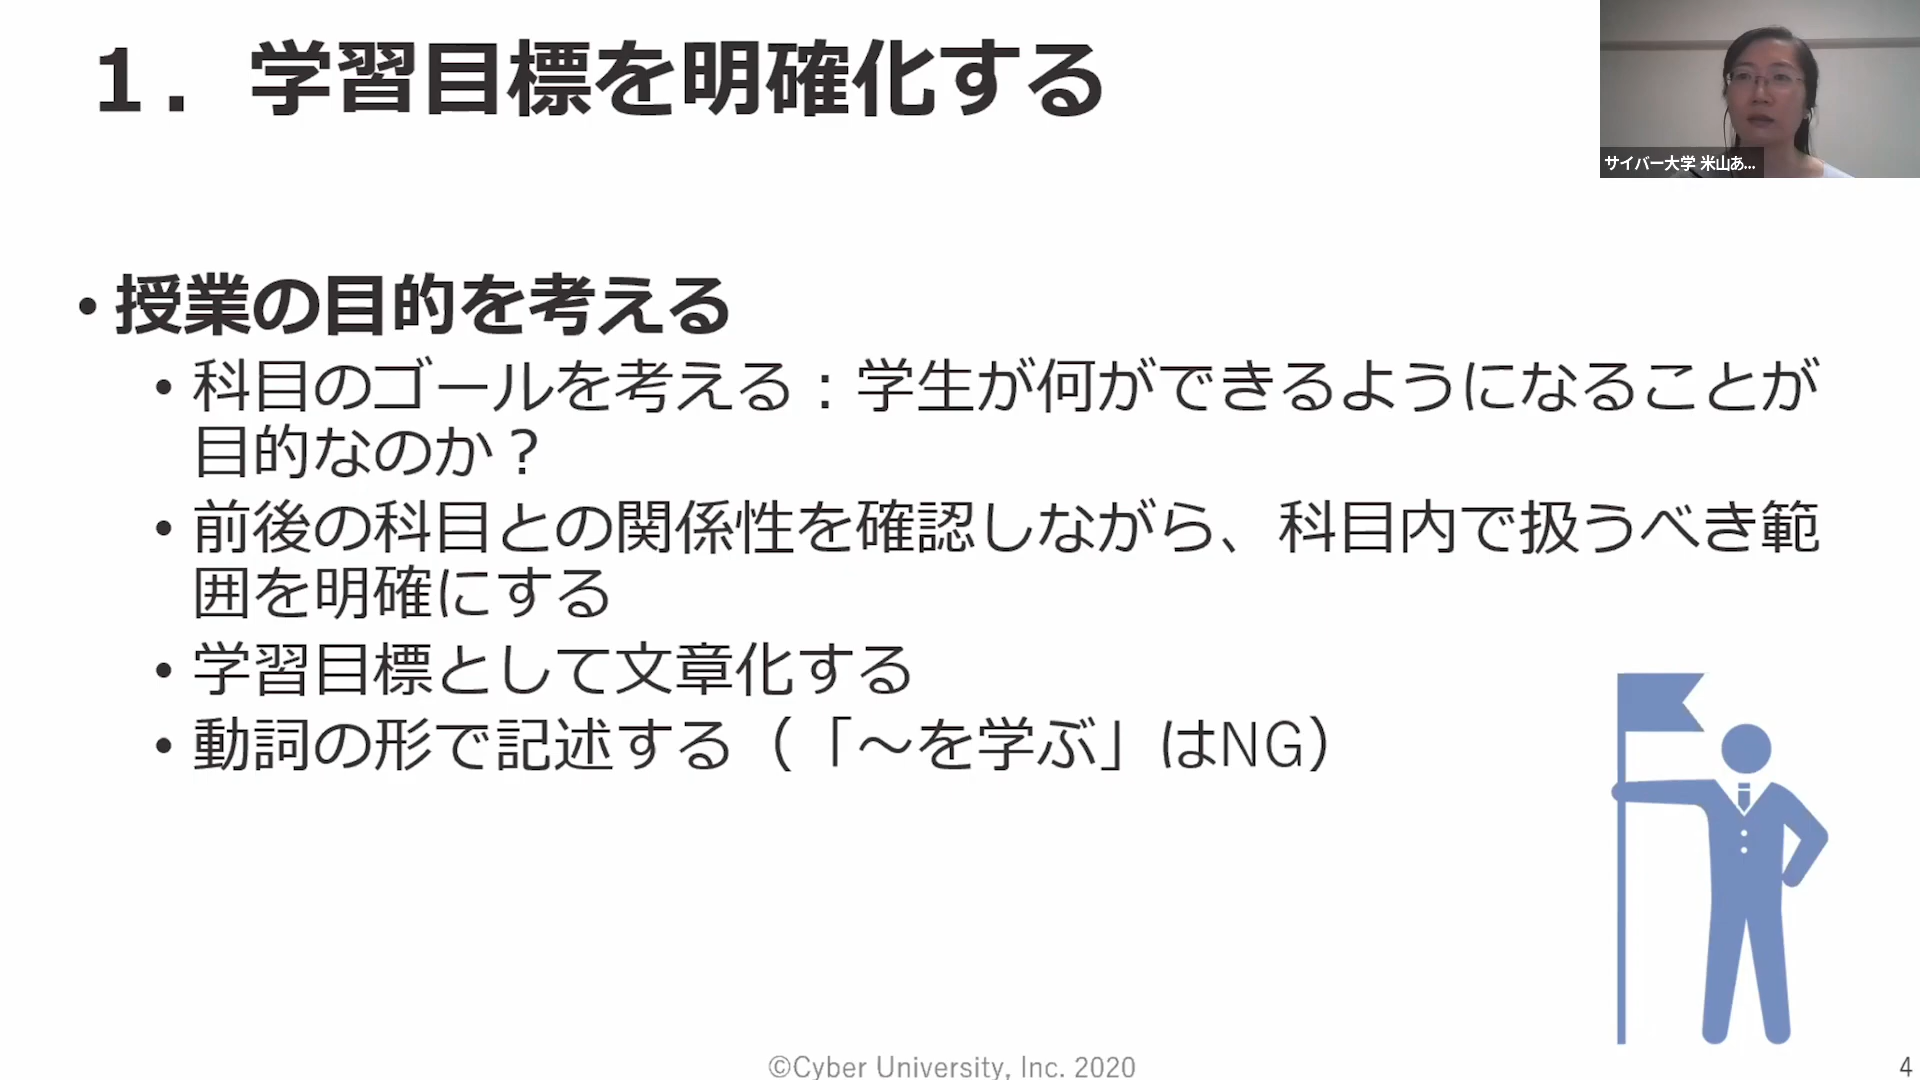 1．学習目標を明確化する
サイバー大学 米山あ...
• 授業の目的を考える
• 科目のゴールを考える：学生が何ができるようになることが
目的なのか？
• 前後の科目との関係性を確認しながら、科目内で扱うべき範
囲を明確にする
• 学習目標として文章化する
• 動詞の形で記述する（「～を学ぶ」はNG）
©Cyber University, Inc. 2020
4